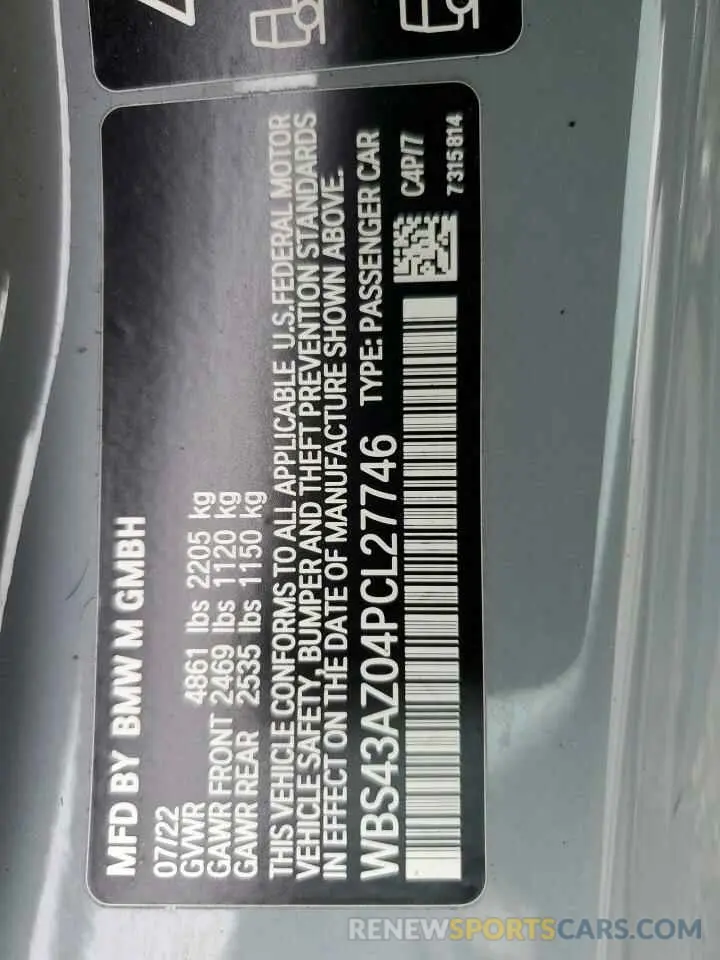 MFD BY BMW M GMBH
07/22
GVWR 4861 lbs 2205 kg
GAWR FRONT 2469 lbs 1120 kg
GAWR REAR 2535 lbs 1150 kg
THIS VEHICLE CONFORMS TO ALL APPLICABLE U.S. FEDERAL MOTOR
VEHICLE SAFETY, BUMPER AND THEFT PREVENTION STANDARDS
IN EFFECT ON THE DATE OF MANUFACTURE SHOWN ABOVE.
WBS43AZ04PCL27746 TYPE: PASSENGER CAR
C4P/7
7315814
RENEWSPORTSCARS.COM